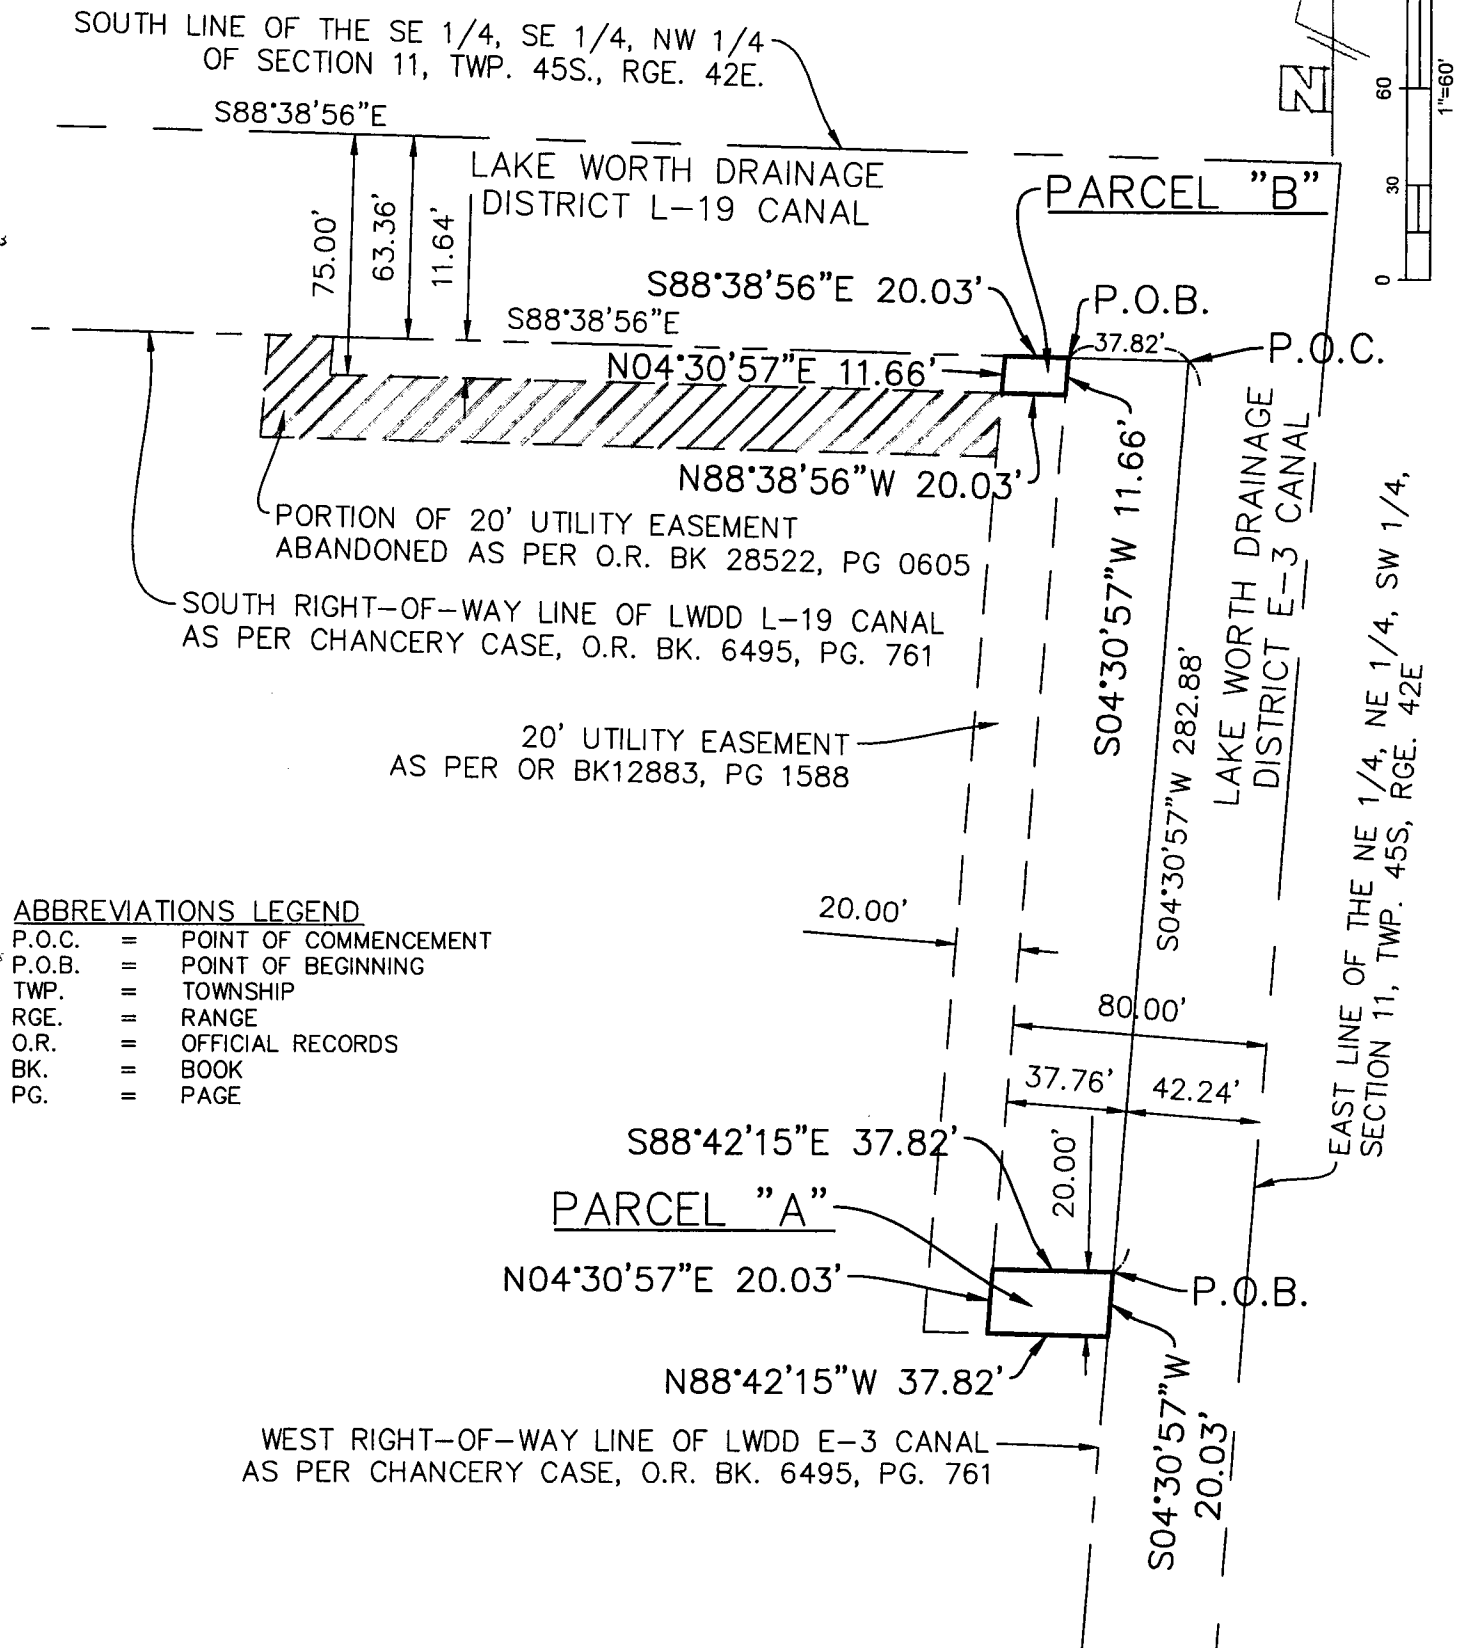 SOUTH LINE OF THE SE 1/4, SE 1/4, NW 1/4
OF SECTION 11, TWP. 45S., RGE. 42E.
S88°38'56"E
N
60
30
0
1"=60'
LAKE WORTH DRAINAGE
DISTRICT L-19 CANAL
PARCEL "B"
75.00'
63.36'
11.64'
S88°38'56"E 20.03'
P.O.B.
S88°38'56"E
37.82'
P.O.C.
N04°30'57"E 11.66'
N88°38'56"W 20.03'
S04°30'57"W 11.66'
PORTION OF 20' UTILITY EASEMENT
ABANDONED AS PER O.R. BK 28522, PG 0605
SOUTH RIGHT-OF-WAY LINE OF LWDD L-19 CANAL
AS PER CHANCERY CASE, O.R. BK. 6495, PG. 761
20' UTILITY EASEMENT
AS PER OR BK12883, PG 1588
S04°30'57"W 282.88'
LAKE WORTH DRAINAGE
DISTRICT E-3 CANAL
EAST LINE OF THE NE 1/4, NE 1/4, SW 1/4,
SECTION 11, TWP. 45S, RGE. 42E
ABBREVIATIONS LEGEND
P.O.C. = POINT OF COMMENCEMENT
P.O.B. = POINT OF BEGINNING
TWP. = TOWNSHIP
RGE. = RANGE
O.R. = OFFICIAL RECORDS
BK. = BOOK
PG. = PAGE
20.00'
80.00'
37.76'
42.24'
S88°42'15"E 37.82'
20.00'
PARCEL "A"
N04°30'57"E 20.03'
P.O.B.
N88°42'15"W 37.82'
S04°30'57"W
20.03'
WEST RIGHT-OF-WAY LINE OF LWDD E-3 CANAL
AS PER CHANCERY CASE, O.R. BK. 6495, PG. 761